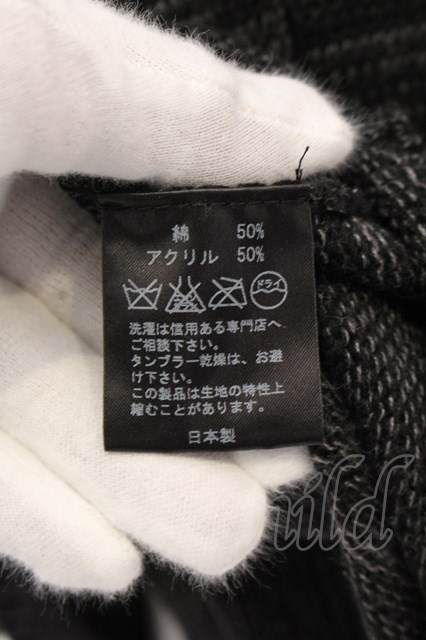 綿 50%
アクリル 50%
ドライ
洗濯は信用ある専門店へ
ご相談下さい。
タンブラー乾燥は、お避
け下さい。
この製品は生地の特性上
縮むことがあります。
日本製
ild